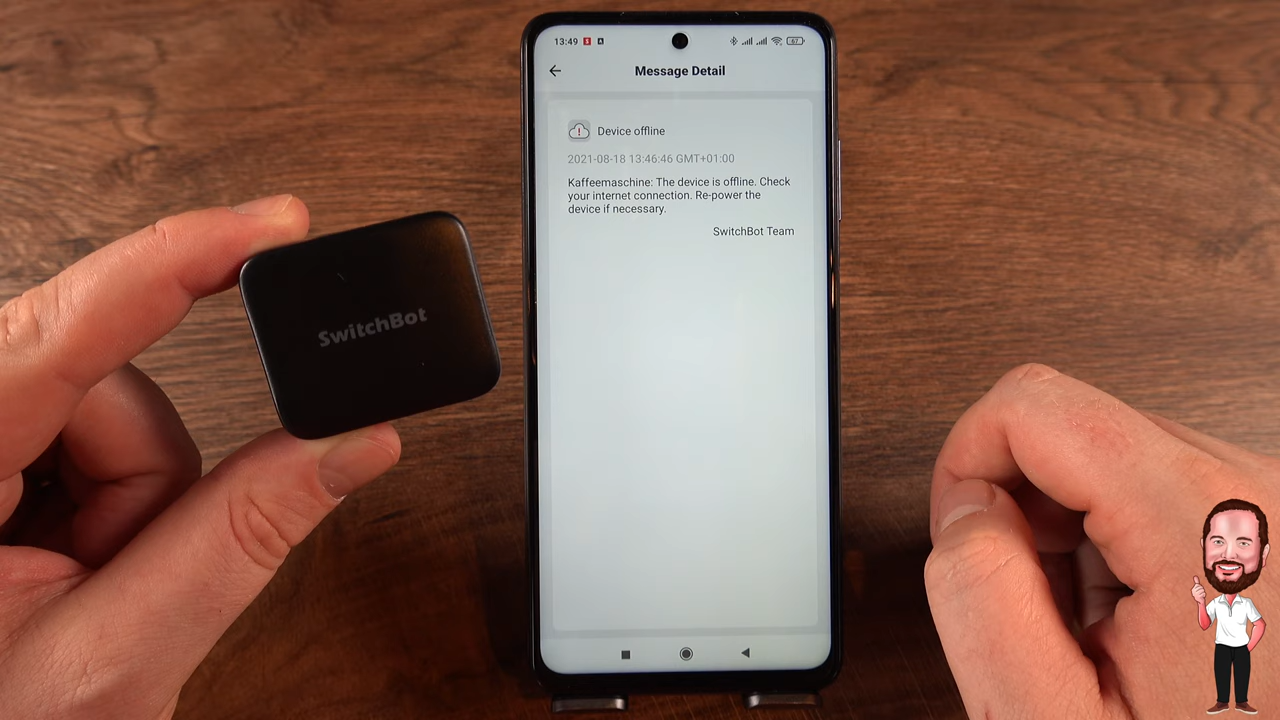 13:49
67
Message Detail
Device offline
2021-08-18 13:46:46 GMT+01:00
Kaffeemaschine: The device is offline. Check
your internet connection. Re-power the
device if necessary.
SwitchBot Team
SwitchBot